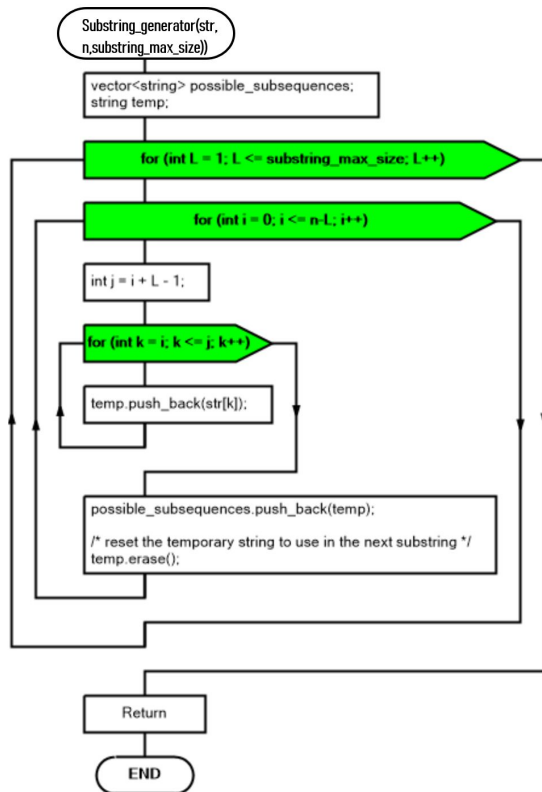 Substring_generator(str,
n,substring_max_size))
vector<string> possible_subsequences;
string temp;
for (int L = 1; L <= substring_max_size; L++)
for (int i = 0; i <= n-L; i++)
int j = i + L - 1;
for (int k = i; k <= j; k++)
temp.push_back(str[k]);
possible_subsequences.push_back(temp);
/* reset the temporary string to use in the next substring */
temp.erase();
Return
END